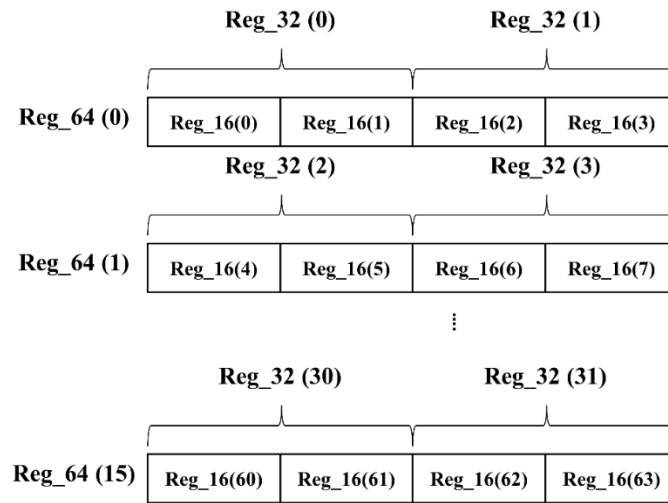 Reg_32 (0) Reg_32 (1)
Reg_64 (0) Reg_16(0) Reg_16(1) Reg_16(2) Reg_16(3)
Reg_32 (2) Reg_32 (3)
Reg_64 (1) Reg_16(4) Reg_16(5) Reg_16(6) Reg_16(7)
Reg_32 (30) Reg_32 (31)
Reg_64 (15) Reg_16(60) Reg_16(61) Reg_16(62) Reg_16(63)